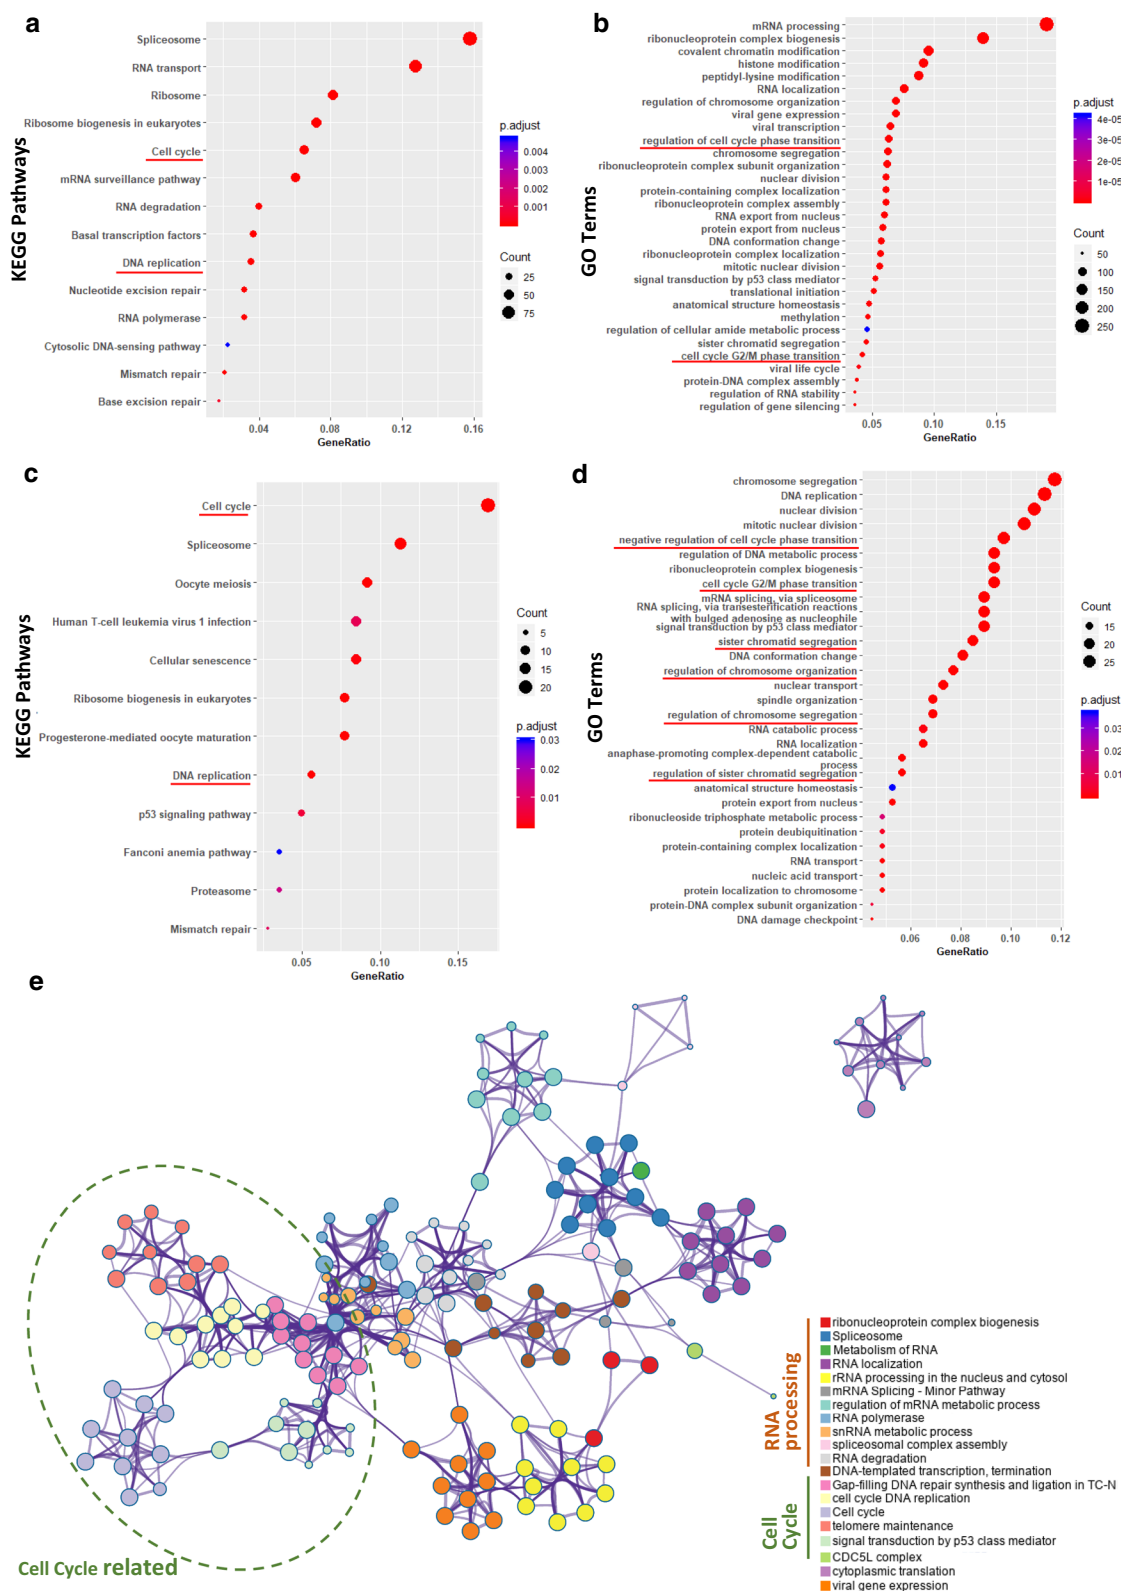 a
KEGG Pathways
Spliceosome
RNA transport
Ribosome
Ribosome biogenesis in eukaryotes
Cell cycle
mRNA surveillance pathway
RNA degradation
Basal transcription factors
DNA replication
Nucleotide excision repair
RNA polymerase
Cytosolic DNA-sensing pathway
Mismatch repair
Base excision repair
0.04 0.08 0.12 0.16
GeneRatio
p.adjust
0.004
0.003
0.002
0.001
Count
25
50
75
b
GO Terms
mRNA processing
ribonucleoprotein complex biogenesis
covalent chromatin modification
histone modification
peptidyl-lysine modification
RNA localization
regulation of chromosome organization
viral gene expression
viral transcription
regulation of cell cycle phase transition
chromosome segregation
ribonucleoprotein complex subunit organization
nuclear division
protein-containing complex localization
ribonucleoprotein complex assembly
RNA export from nucleus
protein export from nucleus
DNA conformation change
ribonucleoprotein complex localization
mitotic nuclear division
signal transduction by p53 class mediator
translational initiation
anatomical structure homeostasis
methylation
regulation of cellular amide metabolic process
sister chromatid segregation
cell cycle G2/M phase transition
viral life cycle
protein-DNA complex assembly
regulation of RNA stability
regulation of gene silencing
0.05 0.10 0.15
GeneRatio
p.adjust
4e-05
3e-05
2e-05
1e-05
Count
50
100
150
200
250
c
KEGG Pathways
Cell cycle
Spliceosome
Oocyte meiosis
Human T-cell leukemia virus 1 infection
Cellular senescence
Ribosome biogenesis in eukaryotes
Progesterone-mediated oocyte maturation
DNA replication
p53 signaling pathway
Fanconi anemia pathway
Proteasome
Mismatch repair
0.05 0.10 0.15
GeneRatio
Count
5
10
15
20
p.adjust
0.03
0.02
0.01
d
GO Terms
chromosome segregation
DNA replication
nuclear division
mitotic nuclear division
negative regulation of cell cycle phase transition
regulation of DNA metabolic process
ribonucleoprotein complex biogenesis
cell cycle G2/M phase transition
mRNA splicing, via spliceosome
RNA splicing, via transesterification reactions
with bulged adenosine as nucleophile
signal transduction by p53 class mediator
sister chromatid segregation
DNA conformation change
regulation of chromosome organization
nuclear transport
spindle organization
regulation of chromosome segregation
RNA catabolic process
RNA localization
anaphase-promoting complex-dependent catabolic
process
regulation of sister chromatid segregation
anatomical structure homeostasis
protein export from nucleus
ribonucleoside triphosphate metabolic process
protein deubiquitination
protein-containing complex localization
RNA transport
nucleic acid transport
protein localization to chromosome
protein-DNA complex subunit organization
DNA damage checkpoint
0.06 0.08 0.10 0.12
GeneRatio
Count
15
20
25
p.adjust
0.03
0.02
0.01
e
Cell Cycle related
RNA
processing
Cell
Cycle
ribonucleoprotein complex biogenesis
Spliceosome
Metabolism of RNA
RNA localization
rRNA processing in the nucleus and cytosol
mRNA Splicing - Minor Pathway
regulation of mRNA metabolic process
RNA polymerase
snRNA metabolic process
spliceosomal complex assembly
RNA degradation
DNA-templated transcription, termination
Gap-filling DNA repair synthesis and ligation in TC-N
cell cycle DNA replication
Cell cycle
telomere maintenance
signal transduction by p53 class mediator
CDC5L complex
cytoplasmic translation
viral gene expression